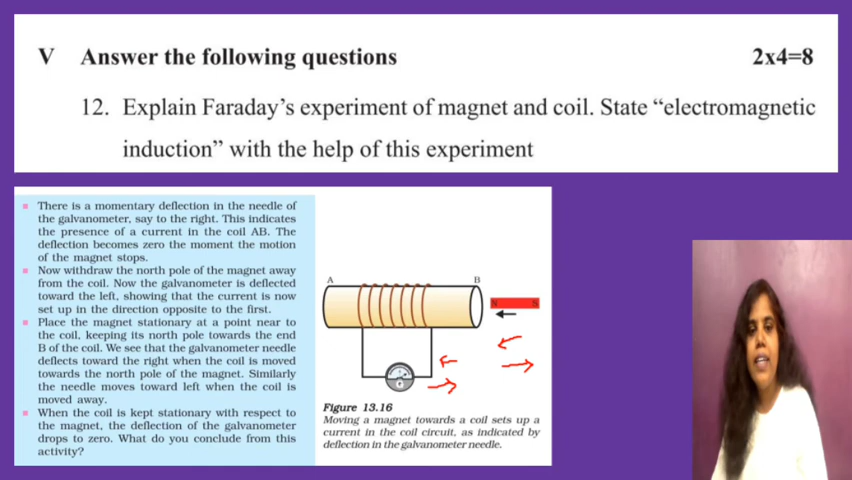 V Answer the following questions 2x4=8
12. Explain Faraday's experiment of magnet and coil. State “electromagnetic
induction” with the help of this experiment
There is a momentary deflection in the needle of
the galvanometer, say to the right. This indicates
the presence of a current in the coil AB. The
deflection becomes zero the moment the motion
of the magnet stops.
Now withdraw the north pole of the magnet away
from the coil. Now the galvanometer is deflected
toward the left, showing that the current is now
set up in the direction opposite to the first.
Place the magnet stationary at a point near to
the coil, keeping its north pole towards the end
B of the coil. We see that the galvanometer needle
deflects toward the right when the coil is moved
towards the north pole of the magnet. Similarly
the needle moves toward left when the coil is
moved away.
When the coil is kept stationary with respect to
the magnet, the deflection of the galvanometer
drops to zero. What do you conclude from this
activity?
A B
N S
Figure 13.16
Moving a magnet towards a coil sets up a
current in the coil circuit, as indicated by
deflection in the galvanometer needle.